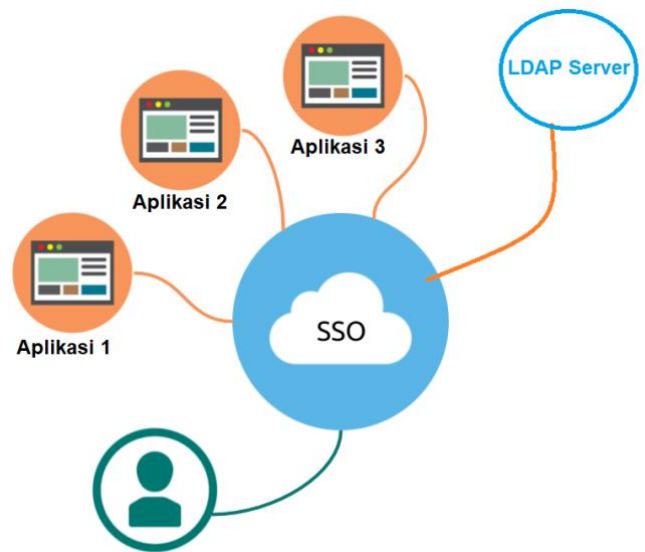 LDAP Server
Aplikasi 3
Aplikasi 2
Aplikasi 1
SSO